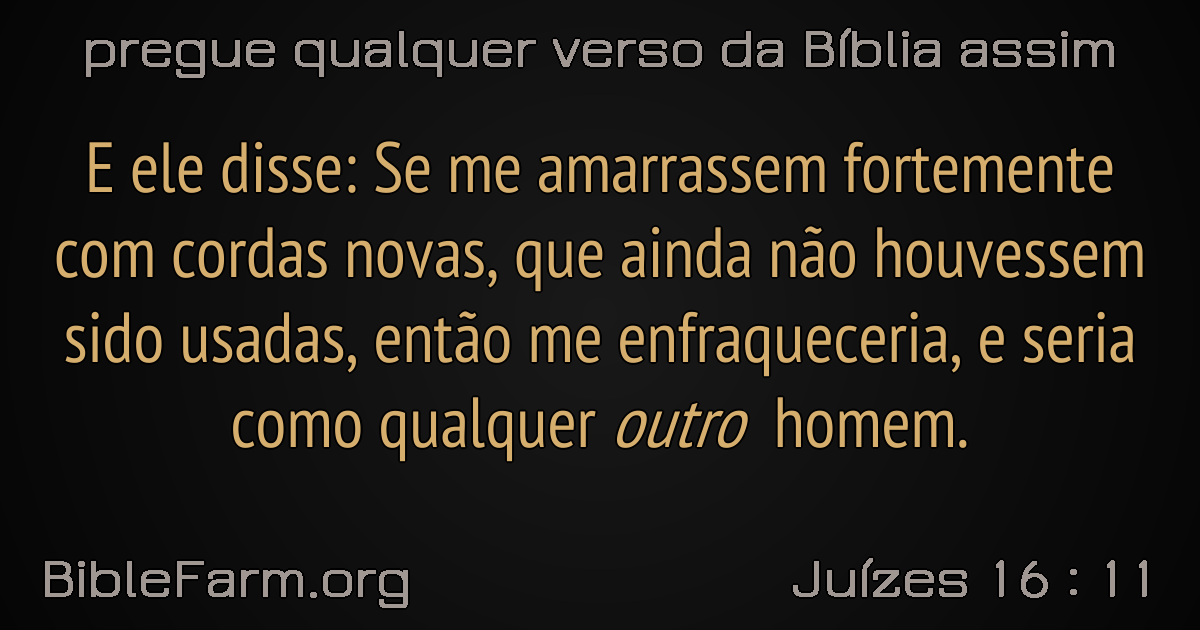 pregue qualquer verso da Bíblia assim
E ele disse: Se me amarrassem fortemente
com cordas novas, que ainda não houvessem
sido usadas, então me enfraqueceria, e seria
como qualquer outro homem.
BibleFarm.org
Juízes 16 : 11